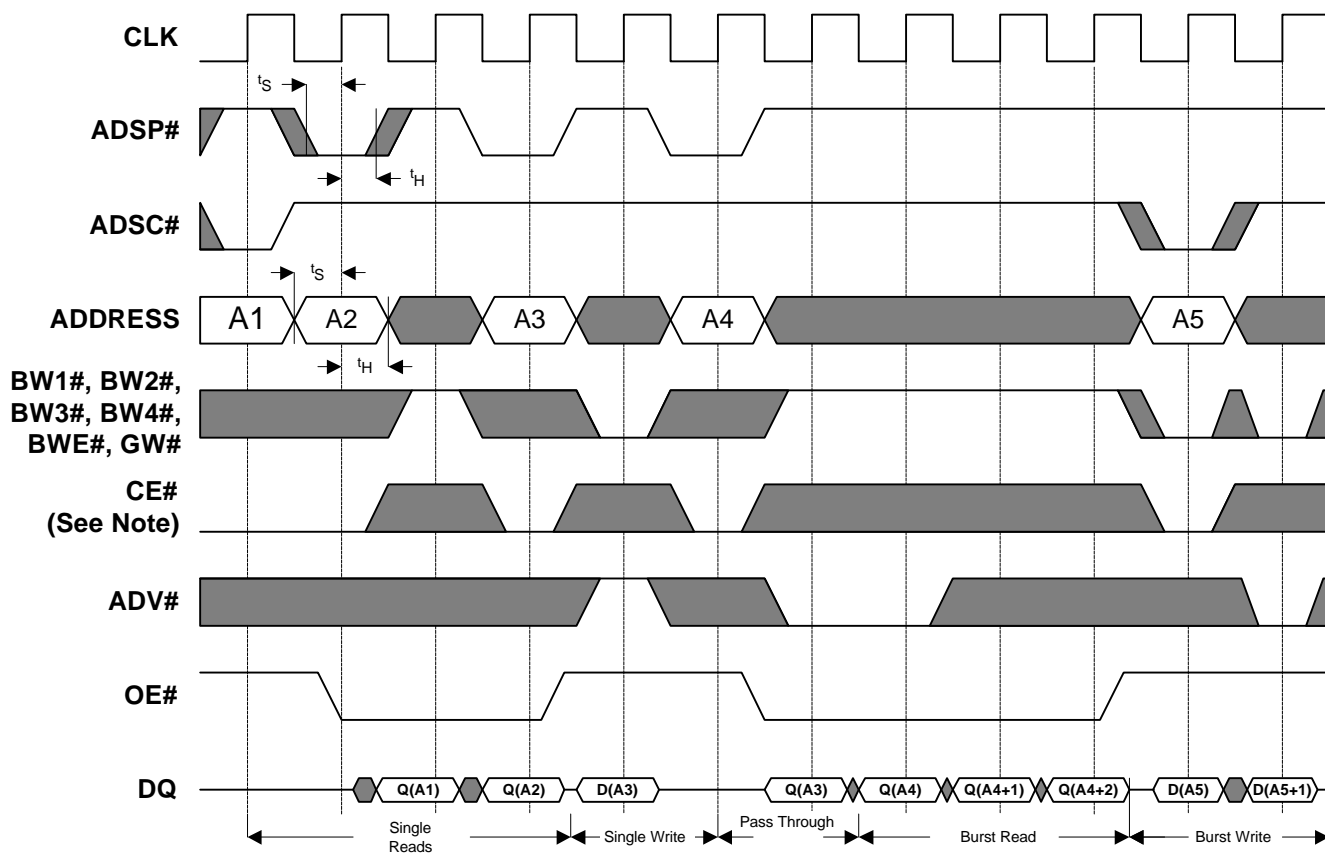 CLK
tS
ADSP#
tH
ADSC#
tS
ADDRESS
A1
A2
A3
A4
A5
tH
BW1#, BW2#,
BW3#, BW4#,
BWE#, GW#
CE#
(See Note)
ADV#
OE#
DQ
Q(A1)
Q(A2)
D(A3)
Q(A3)
Q(A4)
Q(A4+1)
Q(A4+2)
D(A5)
D(A5+1)
Single
Reads
Single Write
Pass Through
Burst Read
Burst Write